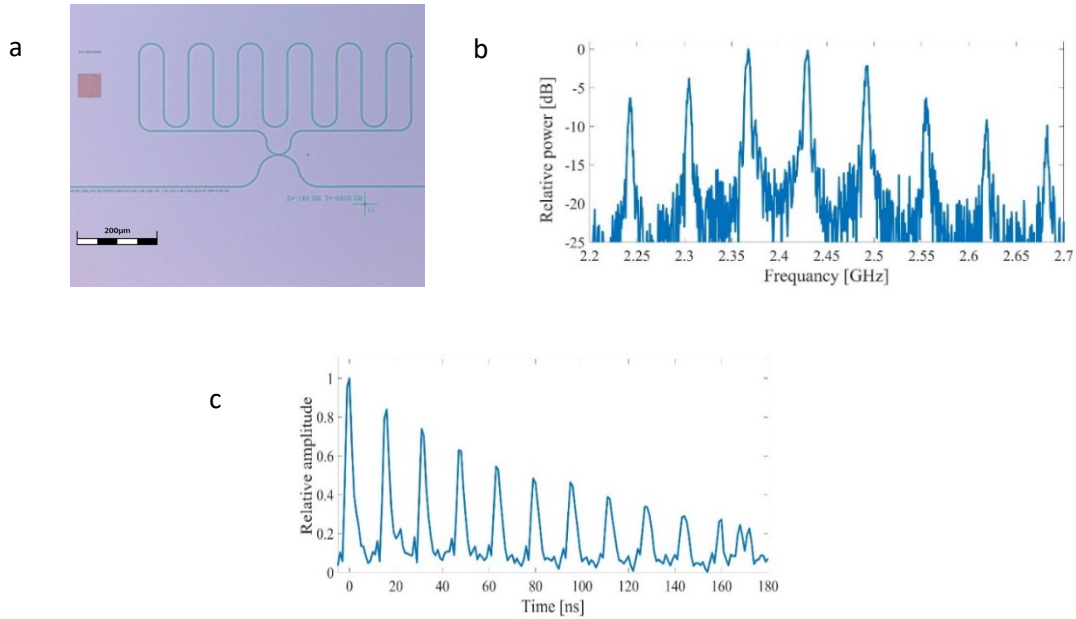 a
200µm
b
Relative power [dB]
0
-5
-10
-15
-20
-25
2.2 2.25 2.3 2.35 2.4 2.45 2.5 2.55 2.6 2.65 2.7
Frequancy [GHz]
c
Relative amplitude
1
0.8
0.6
0.4
0.2
0
0 20 40 60 80 100 120 140 160 180
Time [ns]